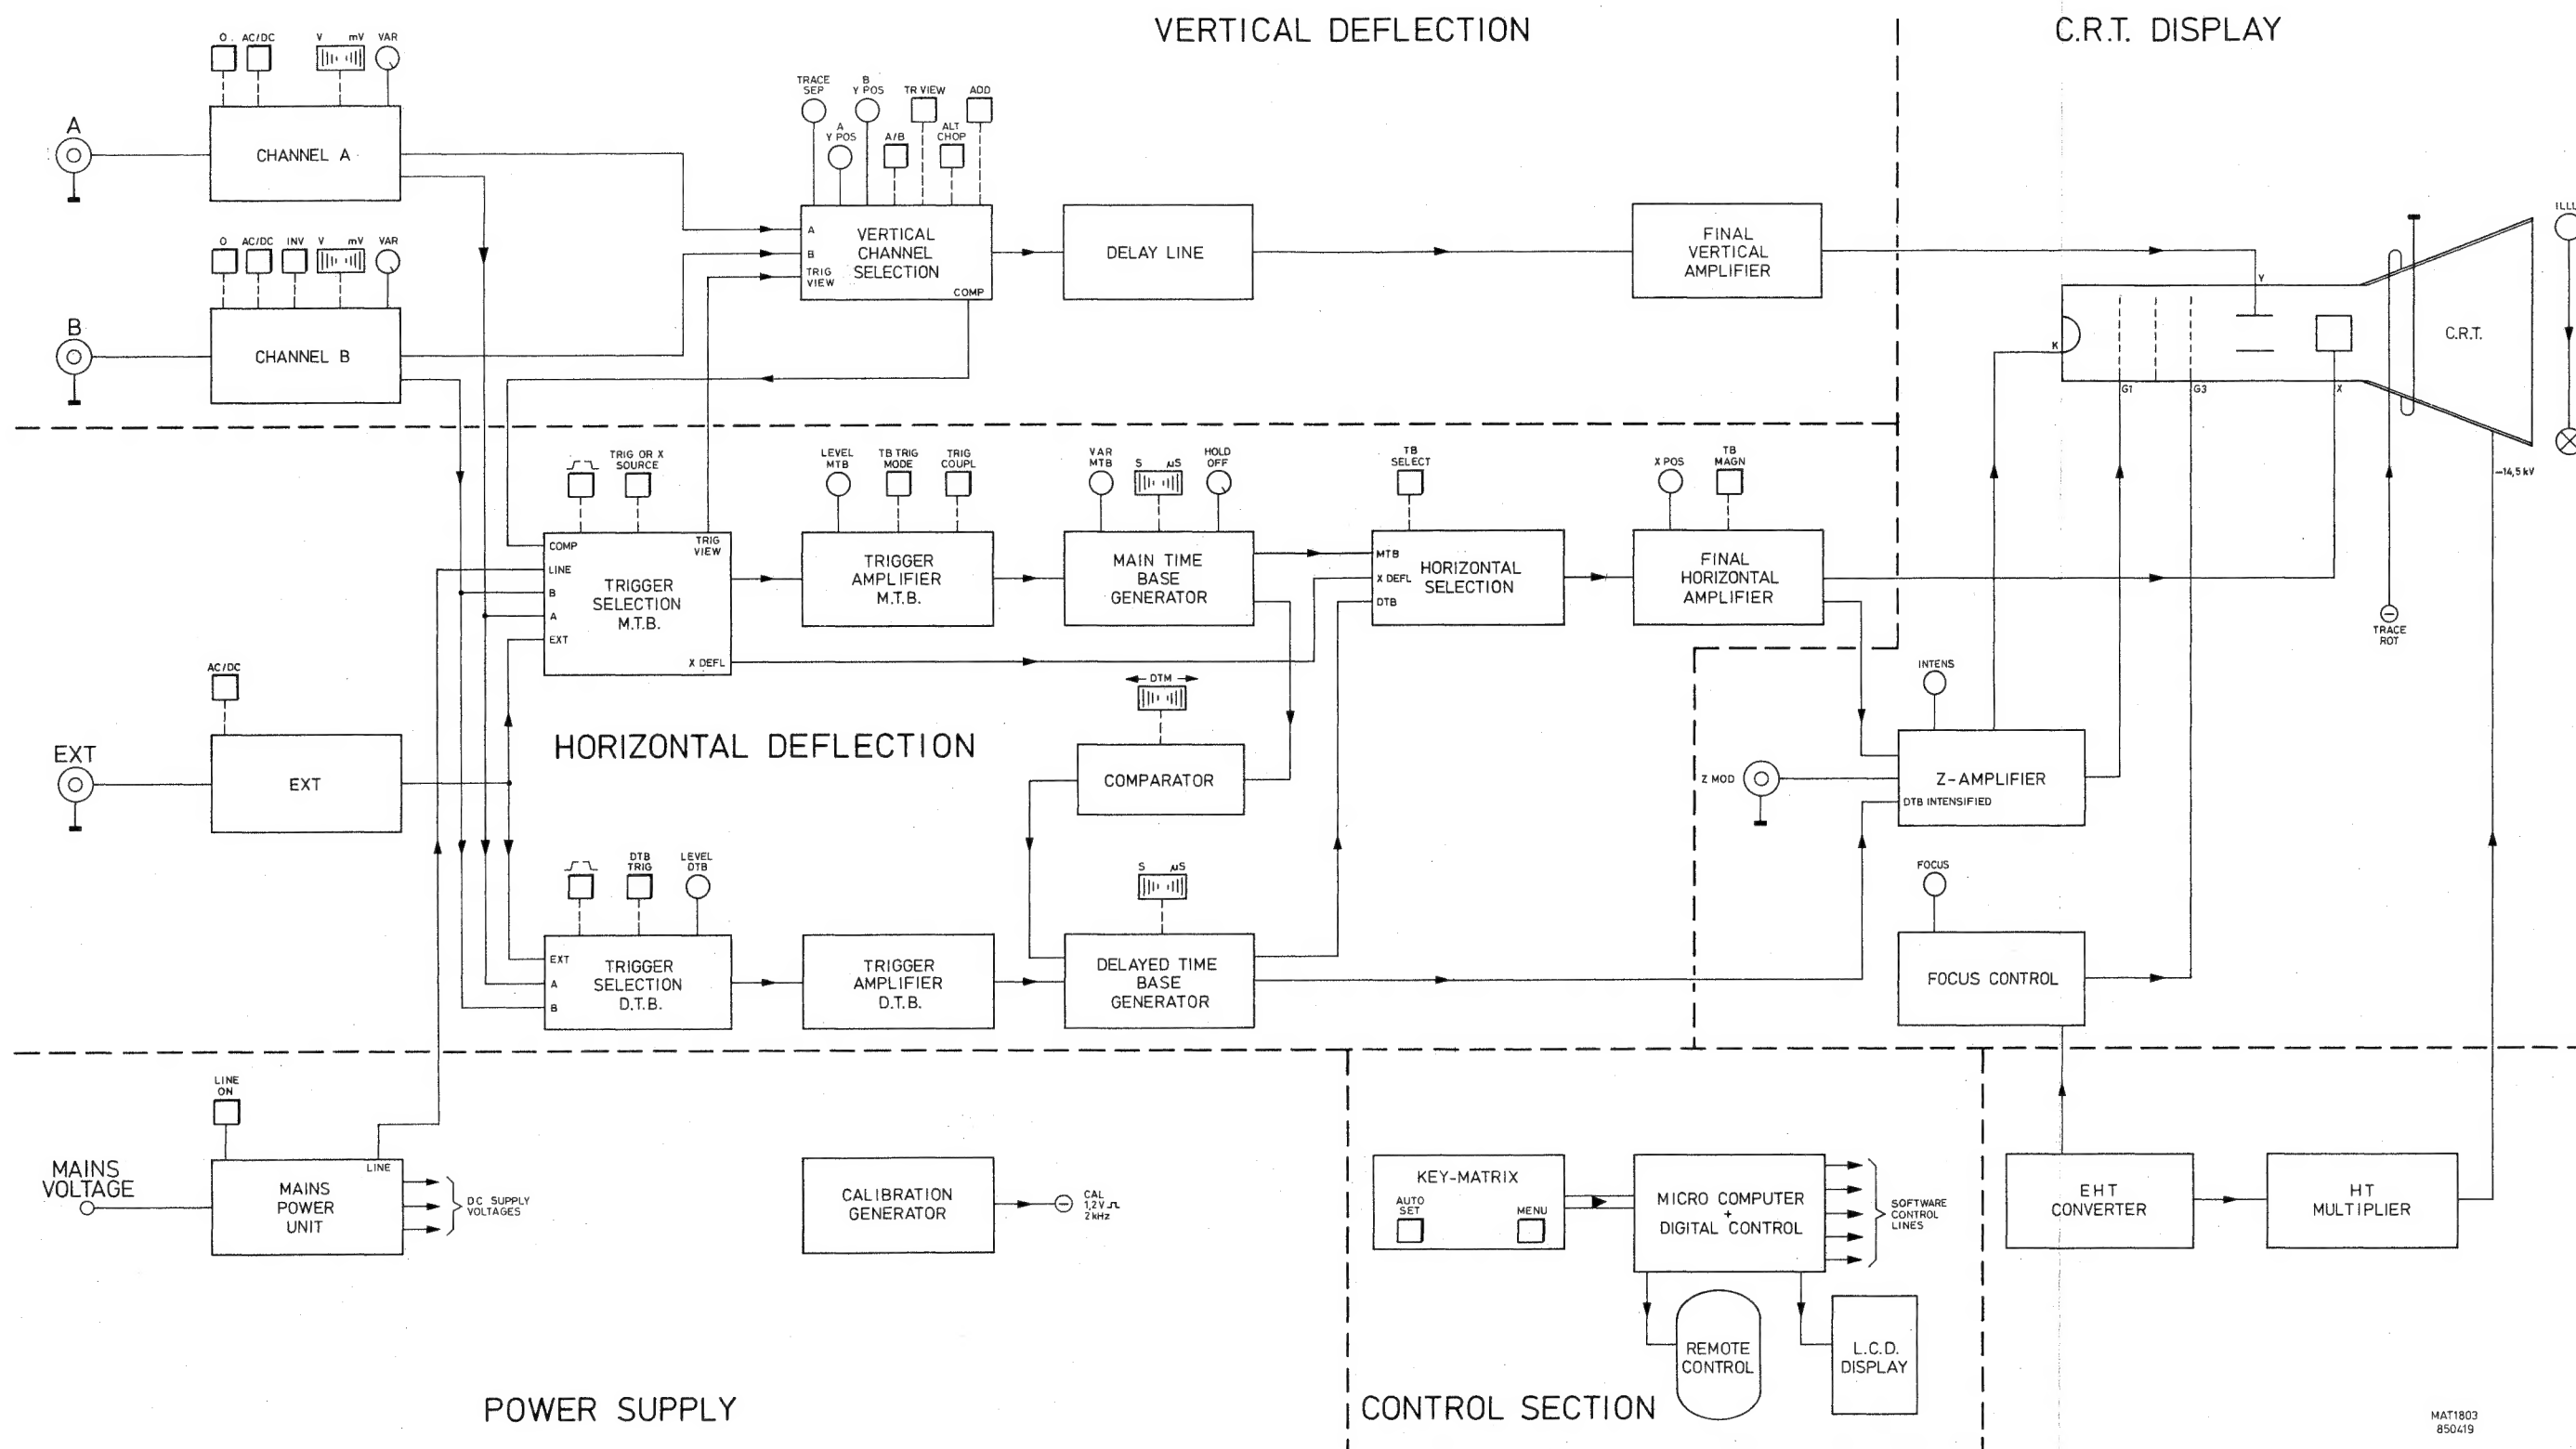 VERTICAL DEFLECTION
C.R.T. DISPLAY
O AC/DC V mV VAR
A
CHANNEL A
O AC/DC INV V mV VAR
B
CHANNEL B
TRACE
SEP
A
Y POS
B
Y POS
A/B
TR VIEW
ALT
CHOP
ADD
A
B
TRIG
VIEW
VERTICAL
CHANNEL
SELECTION
COMP
DELAY LINE
FINAL
VERTICAL
AMPLIFIER
Y
K
G1
G3
X
C.R.T.
-14,5 kV
TRACE
ROT
TRIG OR X
SOURCE
COMP
LINE
B
A
EXT
TRIG
VIEW
TRIGGER
SELECTION
M.T.B.
X DEFL
LEVEL
MTB
TB TRIG
MODE
TRIG
COUPL
TRIGGER
AMPLIFIER
M.T.B.
VAR
MTB
S µS
HOLD
OFF
MAIN TIME
BASE
GENERATOR
TB
SELECT
MTB
X DEFL
DTB
HORIZONTAL
SELECTION
X POS
TB
MAGN
FINAL
HORIZONTAL
AMPLIFIER
AC/DC
EXT
EXT
HORIZONTAL DEFLECTION
DTM
COMPARATOR
INTENS
Z MOD
Z-AMPLIFIER
DTB INTENSIFIED
DTB
TRIG
LEVEL
DTB
EXT
A
B
TRIGGER
SELECTION
D.T.B.
TRIGGER
AMPLIFIER
D.T.B.
S µS
DELAYED TIME
BASE
GENERATOR
FOCUS
FOCUS CONTROL
LINE
ON
MAINS
VOLTAGE
LINE
MAINS
POWER
UNIT
DC SUPPLY
VOLTAGES
CALIBRATION
GENERATOR
CAL
1,2V
2kHz
KEY-MATRIX
AUTO
SET
MENU
MICRO COMPUTER
+
DIGITAL CONTROL
SOFTWARE
CONTROL
LINES
REMOTE
CONTROL
L.C.D.
DISPLAY
EHT
CONVERTER
HT
MULTIPLIER
POWER SUPPLY
CONTROL SECTION
MAT1803
850419